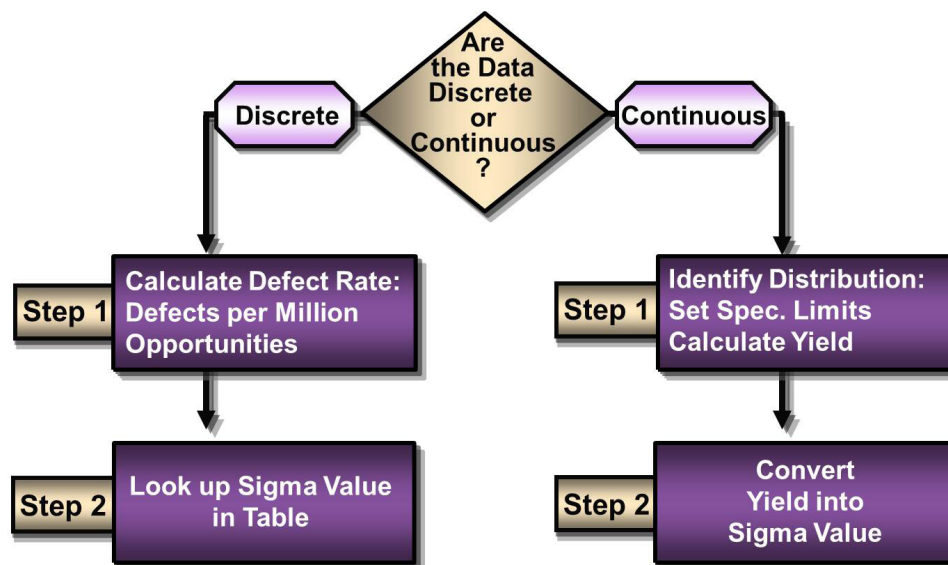 Are
the Data
Discrete
or
Continuous
?
Discrete
Continuous
Step 1
Calculate Defect Rate:
Defects per Million
Opportunities
Step 1
Identify Distribution:
Set Spec. Limits
Calculate Yield
Step 2
Look up Sigma Value
in Table
Step 2
Convert
Yield into
Sigma Value